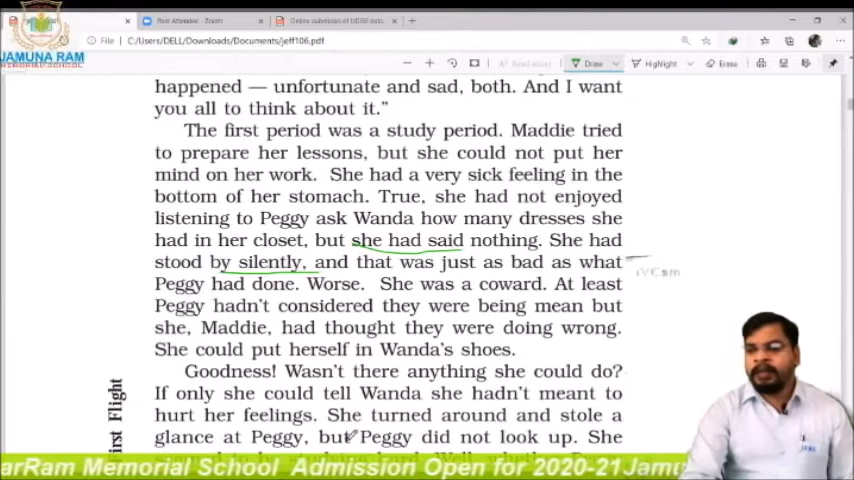 Post Attendee - Zoom
Online submission of UDISE data
File C:/Users/DELL/Downloads/Documents/jeff106.pdf
JAMUNA RAM
MEMORIAL SCHOOL
Read aloud Draw Highlight Erase
happened — unfortunate and sad, both. And I want
you all to think about it."
The first period was a study period. Maddie tried
to prepare her lessons, but she could not put her
mind on her work. She had a very sick feeling in the
bottom of her stomach. True, she had not enjoyed
listening to Peggy ask Wanda how many dresses she
had in her closet, but she had said nothing. She had
stood by silently, and that was just as bad as what
Peggy had done. Worse. She was a coward. At least
Peggy hadn't considered they were being mean but
she, Maddie, had thought they were doing wrong.
She could put herself in Wanda's shoes.
Goodness! Wasn't there anything she could do?
If only she could tell Wanda she hadn't meant to
hurt her feelings. She turned around and stole a
glance at Peggy, but Peggy did not look up. She
First Flight
arRam Memorial School Admission Open for 2020-21 Jamu